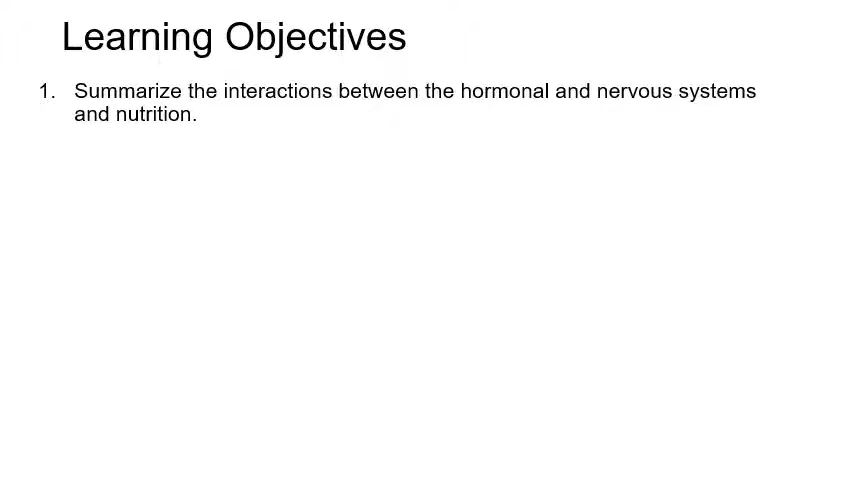 Learning Objectives
1. Summarize the interactions between the hormonal and nervous systems
and nutrition.